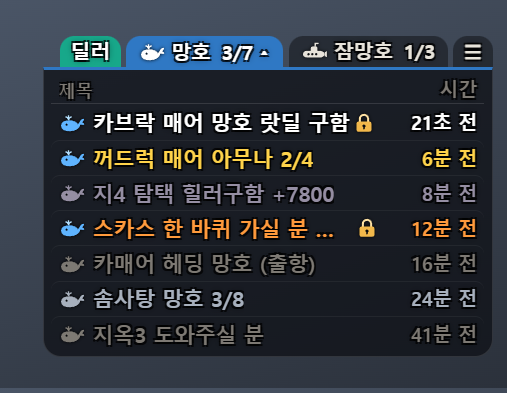 딜러 망호 3/7 잠망호 1/3
제목 시간
카브락 매어 망호 랏딜 구함 21초 전
꺼드럭 매어 아무나 2/4 6분 전
지4 탐택 힐러구함 +7800 8분 전
스카스 한 바퀴 가실 분 ... 12분 전
카매어 헤딩 망호 (출항) 16분 전
솜사탕 망호 3/8 24분 전
지옥3 도와주실 분 41분 전